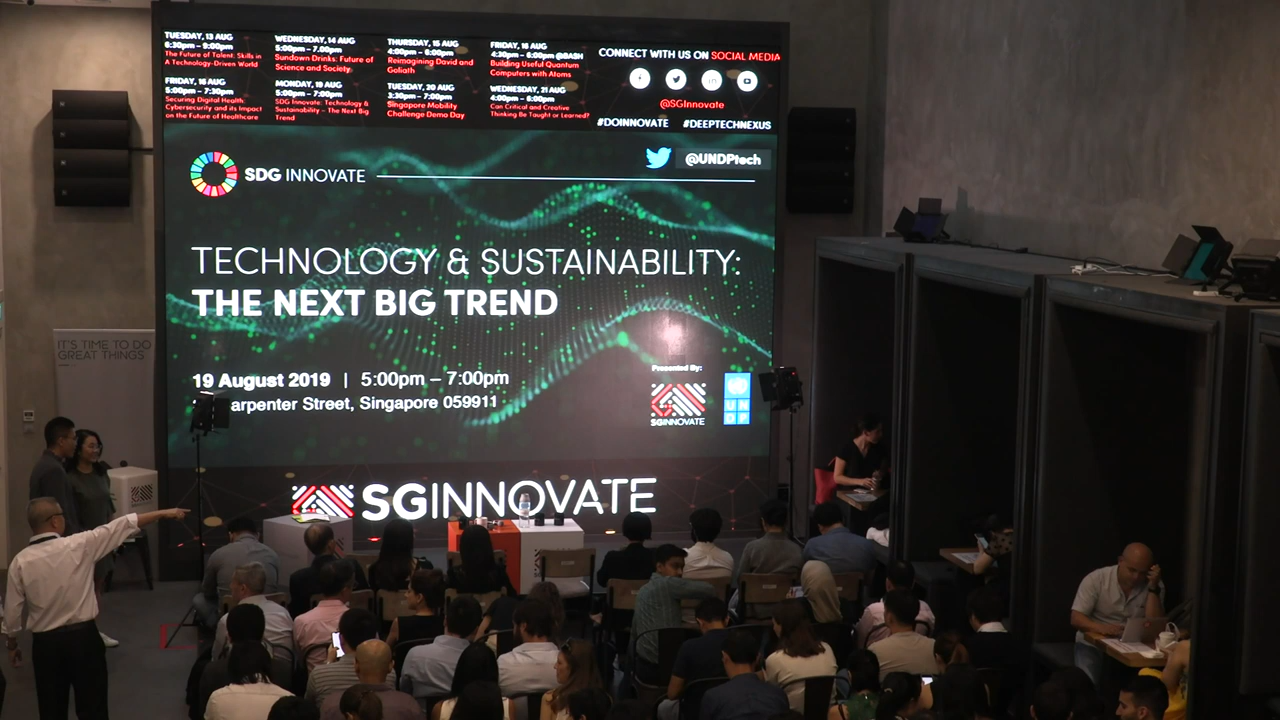 TUESDAY, 13 AUG
6:30pm – 9:00pm
The Future of Talent: Skills in
A Technology-Driven World
WEDNESDAY, 14 AUG
5:00pm – 7:00pm
Sundown Drinks: Future of
Science and Society
THURSDAY, 15 AUG
4:00pm – 6:00pm
Reimagining David and
Goliath
FRIDAY, 16 AUG
4:30pm – 6:00pm @BASH
Building Useful Quantum
Computers with Atoms
CONNECT WITH US ON SOCIAL MEDIA
FRIDAY, 16 AUG
5:00pm – 7:30pm
Securing Digital Health:
Cybersecurity and its Impact
on the Future of Healthcare
MONDAY, 19 AUG
5:00pm – 7:00pm
SDG Innovate: Technology &
Sustainability – The Next Big
Trend
TUESDAY, 20 AUG
3:30pm – 7:00pm
Singapore Mobility
Challenge Demo Day
WEDNESDAY, 21 AUG
4:00pm – 6:00pm
Can Critical and Creative
Thinking Be Taught or Learned?
@SGInnovate
#DOINNOVATE #DEEPTECHNEXUS
SDG INNOVATE
@UNDPtech
TECHNOLOGY & SUSTAINABILITY:
THE NEXT BIG TREND
19 August 2019 | 5:00pm – 7:00pm
arpenter Street, Singapore 059911
Presented By:
SGINNOVATE
UN
DP
SGINNOVATE
IT'S TIME TO DO
GREAT THINGS